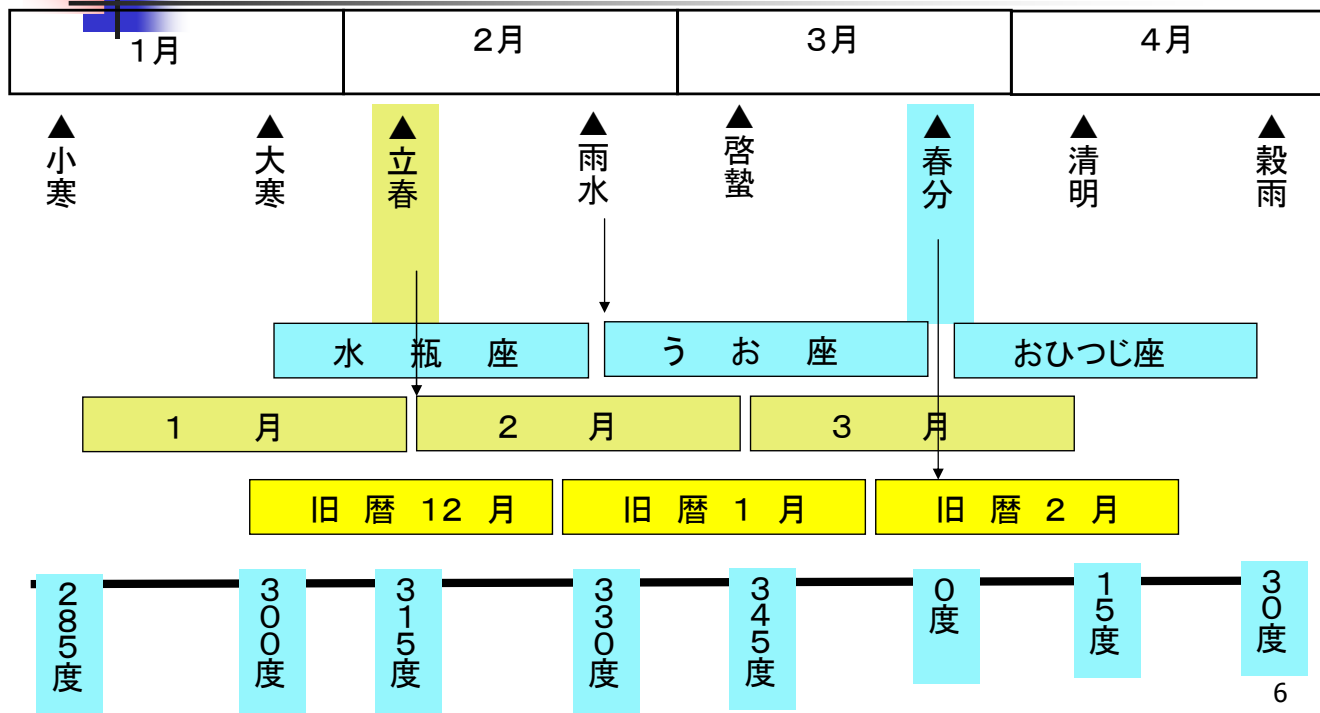 1月
2月
3月
4月
小寒
大寒
立春
雨水
啓蟄
春分
清明
穀雨
水 瓶 座
う お 座
おひつじ座
1 月
2 月
3 月
旧 暦 12 月
旧 暦 1 月
旧 暦 2 月
285度
300度
315度
330度
345度
0度
15度
30度
6